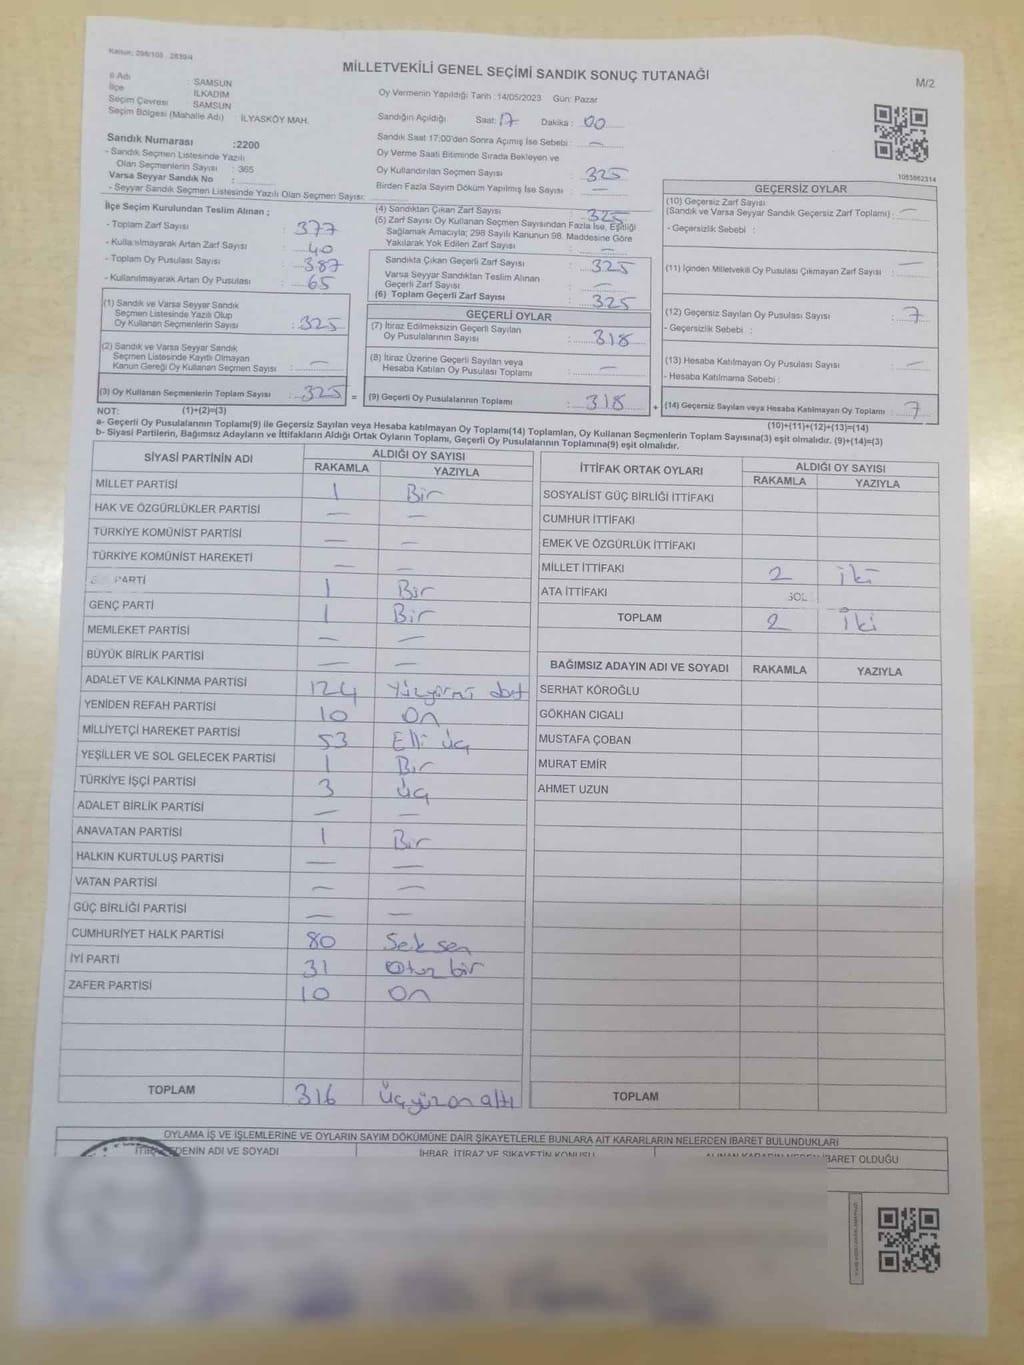 Kanun: 298/105 2839/4
MİLLETVEKİLİ GENEL SEÇİMİ SANDIK SONUÇ TUTANAĞI
M/2
İl Adı : SAMSUN
İlçe : İLKADIM
Seçim Çevresi : SAMSUN
Seçim Bölgesi (Mahalle Adı) İLYASKÖY MAH.
Sandık Numarası :2200
- Sandık Seçmen Listesinde Yazılı
Olan Seçmenlerin Sayısı : 365
Varsa Seyyar Sandık No :
- Seyyar Sandık Seçmen Listesinde Yazılı Olan Seçmen Sayısı:
Oy Vermenin Yapıldığı Tarih :14/05/2023 Gün: Pazar
Sandığın Açıldığı Saat: 17 Dakika : 00
Sandık Saat 17:00'den Sonra Açımış İse Sebebi : —
Oy Verme Saati Bitiminde Sırada Bekleyen ve
Oy Kullandırılan Seçmen Sayısı : 325
Birden Fazla Sayım Döküm Yapılmış İse Sayısı : —
1085862314
İlçe Seçim Kurulundan Teslim Alınan ;
- Toplam Zarf Sayısı : 377
- Kullanılmayarak Artan Zarf Sayısı : 40
- Toplam Oy Pusulası Sayısı : 387
- Kullanılmayarak Artan Oy Pusulası : 65
(1) Sandık ve Varsa Seyyar Sandık
Seçmen Listesinde Yazılı Olup
Oy Kullanan Seçmenlerin Sayısı : 325
(2) Sandık ve Varsa Seyyar Sandık
Seçmen Listesinde Kayıtlı Olmayan
Kanun Gereği Oy Kullanan Seçmen Sayısı : —
(3) Oy Kullanan Seçmenlerin Toplam Sayısı : 325 =
(4) Sandıktan Çıkan Zarf Sayısı : 325
(5) Zarf Sayısı Oy Kullanan Seçmen Sayısından Fazla İse, Eşitliği
Sağlamak Amacıyla; 298 Sayılı Kanunun 98. Maddesine Göre
Yakılarak Yok Edilen Zarf Sayısı : —
Sandıkta Çıkan Geçerli Zarf Sayısı : 325
Varsa Seyyar Sandıktan Teslim Alınan
Geçerli Zarf Sayısı : —
(6) Toplam Geçerli Zarf Sayısı : 325
GEÇERLİ OYLAR
(7) İtiraz Edilmeksizin Geçerli Sayılan
Oy Pusulalarının Sayısı : 318
(8) İtiraz Üzerine Geçerli Sayılan veya
Hesaba Katılan Oy Pusulası Toplamı : —
(9) Geçerli Oy Pusulalarının Toplamı : 318 +
GEÇERSİZ OYLAR
(10) Geçersiz Zarf Sayısı
(Sandık ve Varsa Seyyar Sandık Geçersiz Zarf Toplamı) : —
- Geçersizlik Sebebi :
(11) İçinden Milletvekili Oy Pusulası Çıkmayan Zarf Sayısı : —
(12) Geçersiz Sayılan Oy Pusulası Sayısı : 7
- Geçersizlik Sebebi :
(13) Hesaba Katılmayan Oy Pusulası Sayısı : —
- Hesaba Katılmama Sebebi :
(14) Geçersiz Sayılan veya Hesaba Katılmayan Oy Pusulası Toplamı : 7
NOT: (1)+(2)=(3) (10)+(11)+(12)+(13)=(14)
a- Geçerli Oy Pusulaları Toplamı(9) ile Geçersiz Sayılan veya Hesaba katılmayan Oy Pusulası Toplamı(14) Toplamları, Oy Kullanan Seçmenlerin Toplam Sayısına(3) eşit olmalıdır. (9)+(14)=(3)
b- Siyasi Partilerin, Bağımsız Adayların ve İttifakların Aldığı Ortak Oyların Toplamı, Geçerli Oy Pusulalarının Toplamına(9) eşit olmalıdır.
SİYASİ PARTİNİN ADI ALDIĞI OY SAYISI
RAKAMLA YAZIYLA
MİLLET PARTİSİ 1 Bir
HAK VE ÖZGÜRLÜKLER PARTİSİ — —
TÜRKİYE KOMÜNİST PARTİSİ — —
TÜRKİYE KOMÜNİST HAREKETİ — —
PARTİ 1 Bir
GENÇ PARTİ 1 Bir
MEMLEKET PARTİSİ — —
BÜYÜK BİRLİK PARTİSİ — —
ADALET VE KALKINMA PARTİSİ 124 Yüzyirmi dört
YENİDEN REFAH PARTİSİ 10 On
MİLLİYETÇİ HAREKET PARTİSİ 53 Elli üç
YEŞİLLER VE SOL GELECEK PARTİSİ 1 Bir
TÜRKİYE İŞÇİ PARTİSİ 3 üç
ADALET BİRLİK PARTİSİ — —
ANAVATAN PARTİSİ 1 Bir
HALKIN KURTULUŞ PARTİSİ — —
VATAN PARTİSİ — —
GÜÇ BİRLİĞİ PARTİSİ — —
CUMHURİYET HALK PARTİSİ 80 Seksen
İYİ PARTİ 31 Otuz bir
ZAFER PARTİSİ 10 On
TOPLAM 316 Üçyüzonaltı
İTTİFAK ORTAK OYLARI ALDIĞI OY SAYISI
RAKAMLA YAZIYLA
SOSYALİST GÜÇ BİRLİĞİ İTTİFAKI
CUMHUR İTTİFAKI
EMEK VE ÖZGÜRLÜK İTTİFAKI
MİLLET İTTİFAKI 2 iki
ATA İTTİFAKI SOL
TOPLAM 2 İki
BAĞIMSIZ ADAYIN ADI VE SOYADI RAKAMLA YAZIYLA
SERHAT KÖROĞLU
GÖKHAN CIGALI
MUSTAFA ÇOBAN
MURAT EMİR
AHMET UZUN
TOPLAM
OYLAMA İŞ VE İŞLEMLERİNE VE OYLARIN SAYIM DÖKÜMÜNE DAİR ŞİKAYETLERLE BUNLARA AİT KARARLARIN NELERDEN İBARET BULUNDUKLARI
İTİRAZ EDENİN ADI VE SOYADI İHBAR, İTİRAZ VE ŞİKAYETİN KONUSU ALINAN KARARIN NEDEN İBARET OLDUĞU